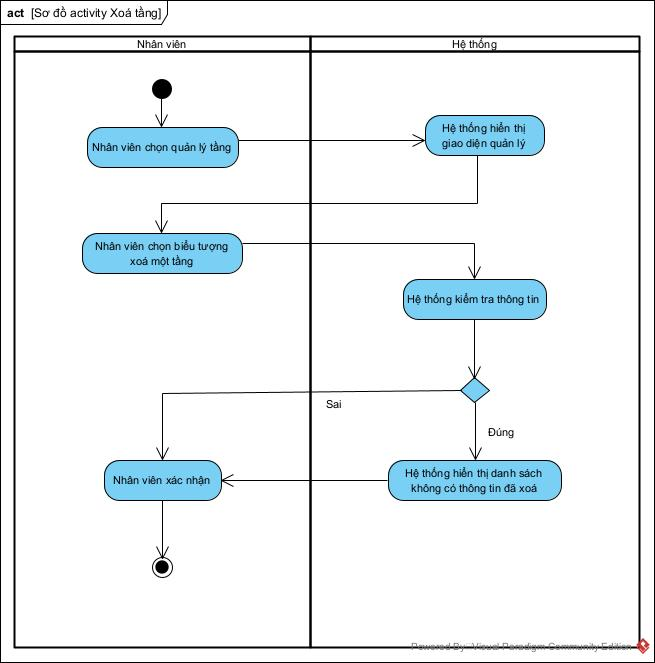 act [Sơ đồ activity Xoá tầng]
Nhân viên
Hệ thống
Nhân viên chọn quản lý tầng
Hệ thống hiển thị
giao diện quản lý
Nhân viên chọn biểu tượng
xoá một tầng
Hệ thống kiểm tra thông tin
Sai
Đúng
Nhân viên xác nhận
Hệ thống hiển thị danh sách
không có thông tin đã xoá
Powered By: Visual Paradigm Community Edition